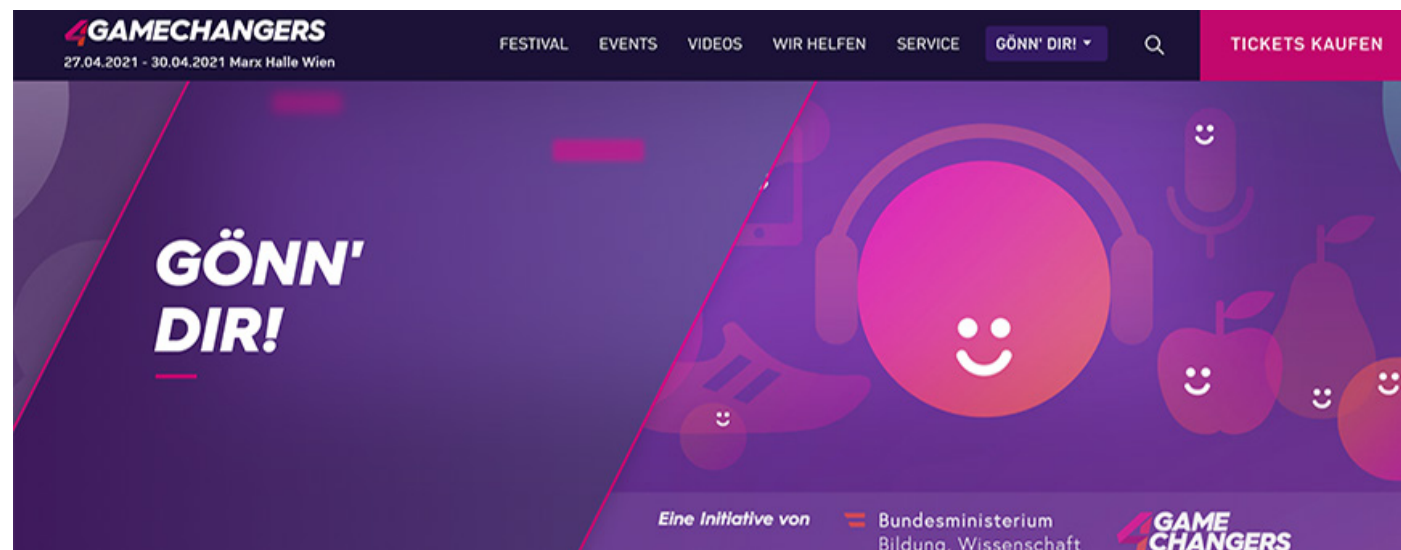 4GAMECHANGERS
27.04.2021 - 30.04.2021 Marx Halle Wien
FESTIVAL EVENTS VIDEOS WIR HELFEN SERVICE GÖNN' DIR! TICKETS KAUFEN
GÖNN'
DIR!
Eine Initiative von
Bundesministerium
Bildung, Wissenschaft
4GAME
CHANGERS